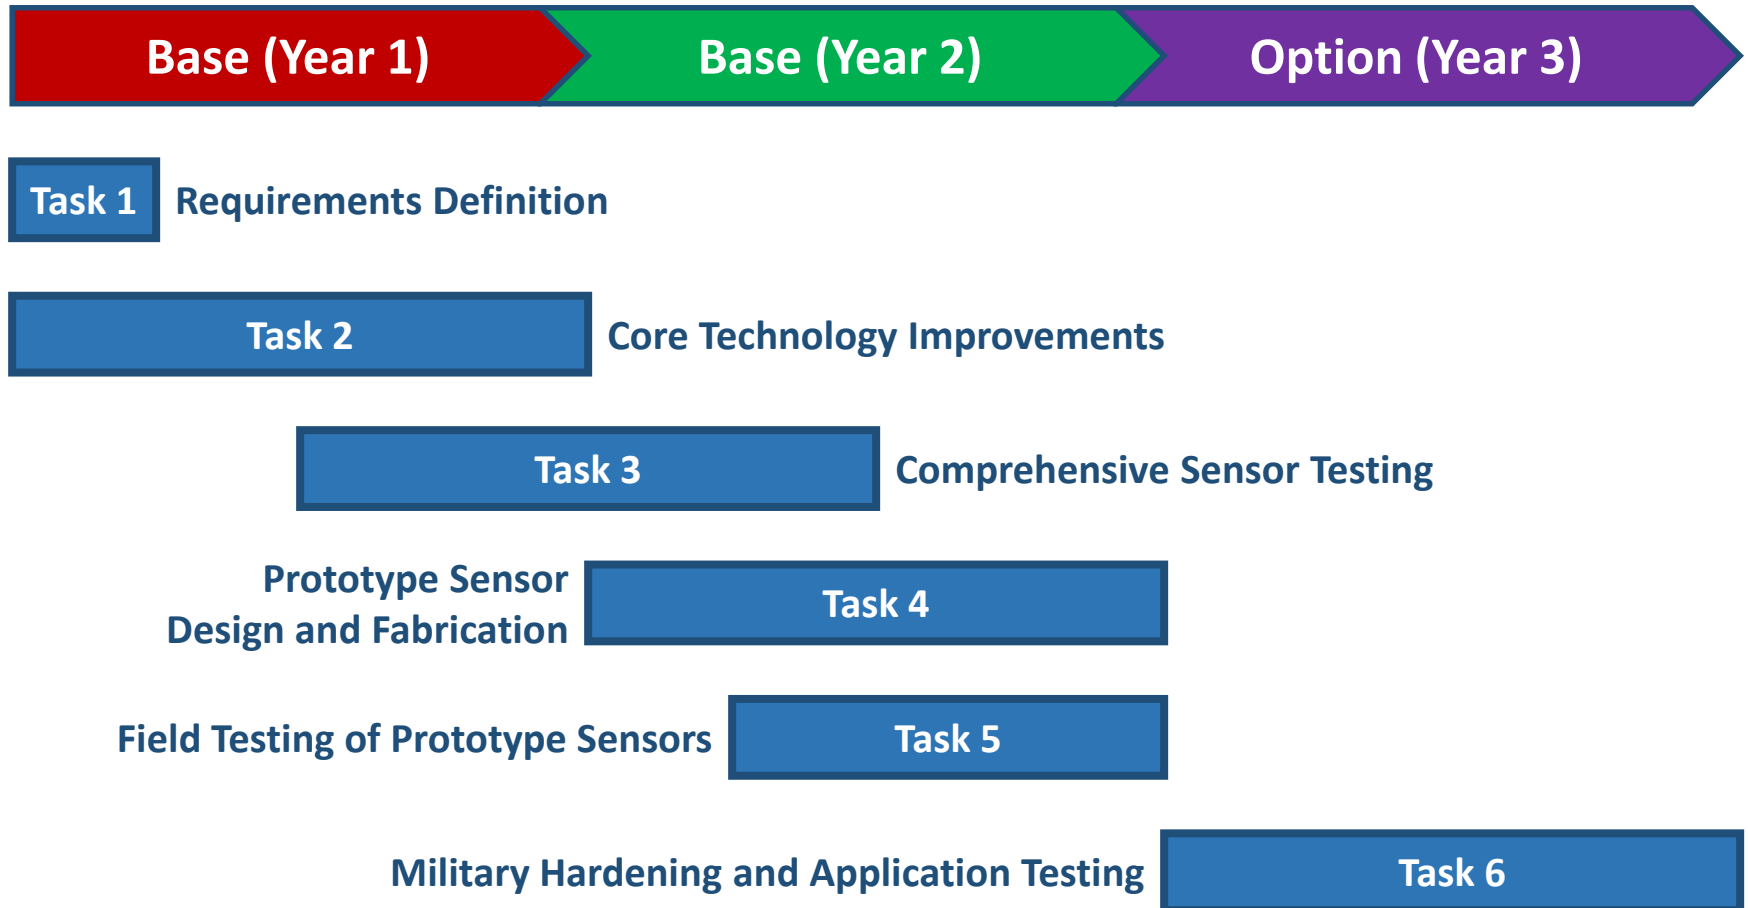 Base (Year 1)
Base (Year 2)
Option (Year 3)
Task 1
Requirements Definition
Task 2
Core Technology Improvements
Task 3
Comprehensive Sensor Testing
Prototype Sensor
Design and Fabrication
Task 4
Field Testing of Prototype Sensors
Task 5
Military Hardening and Application Testing
Task 6